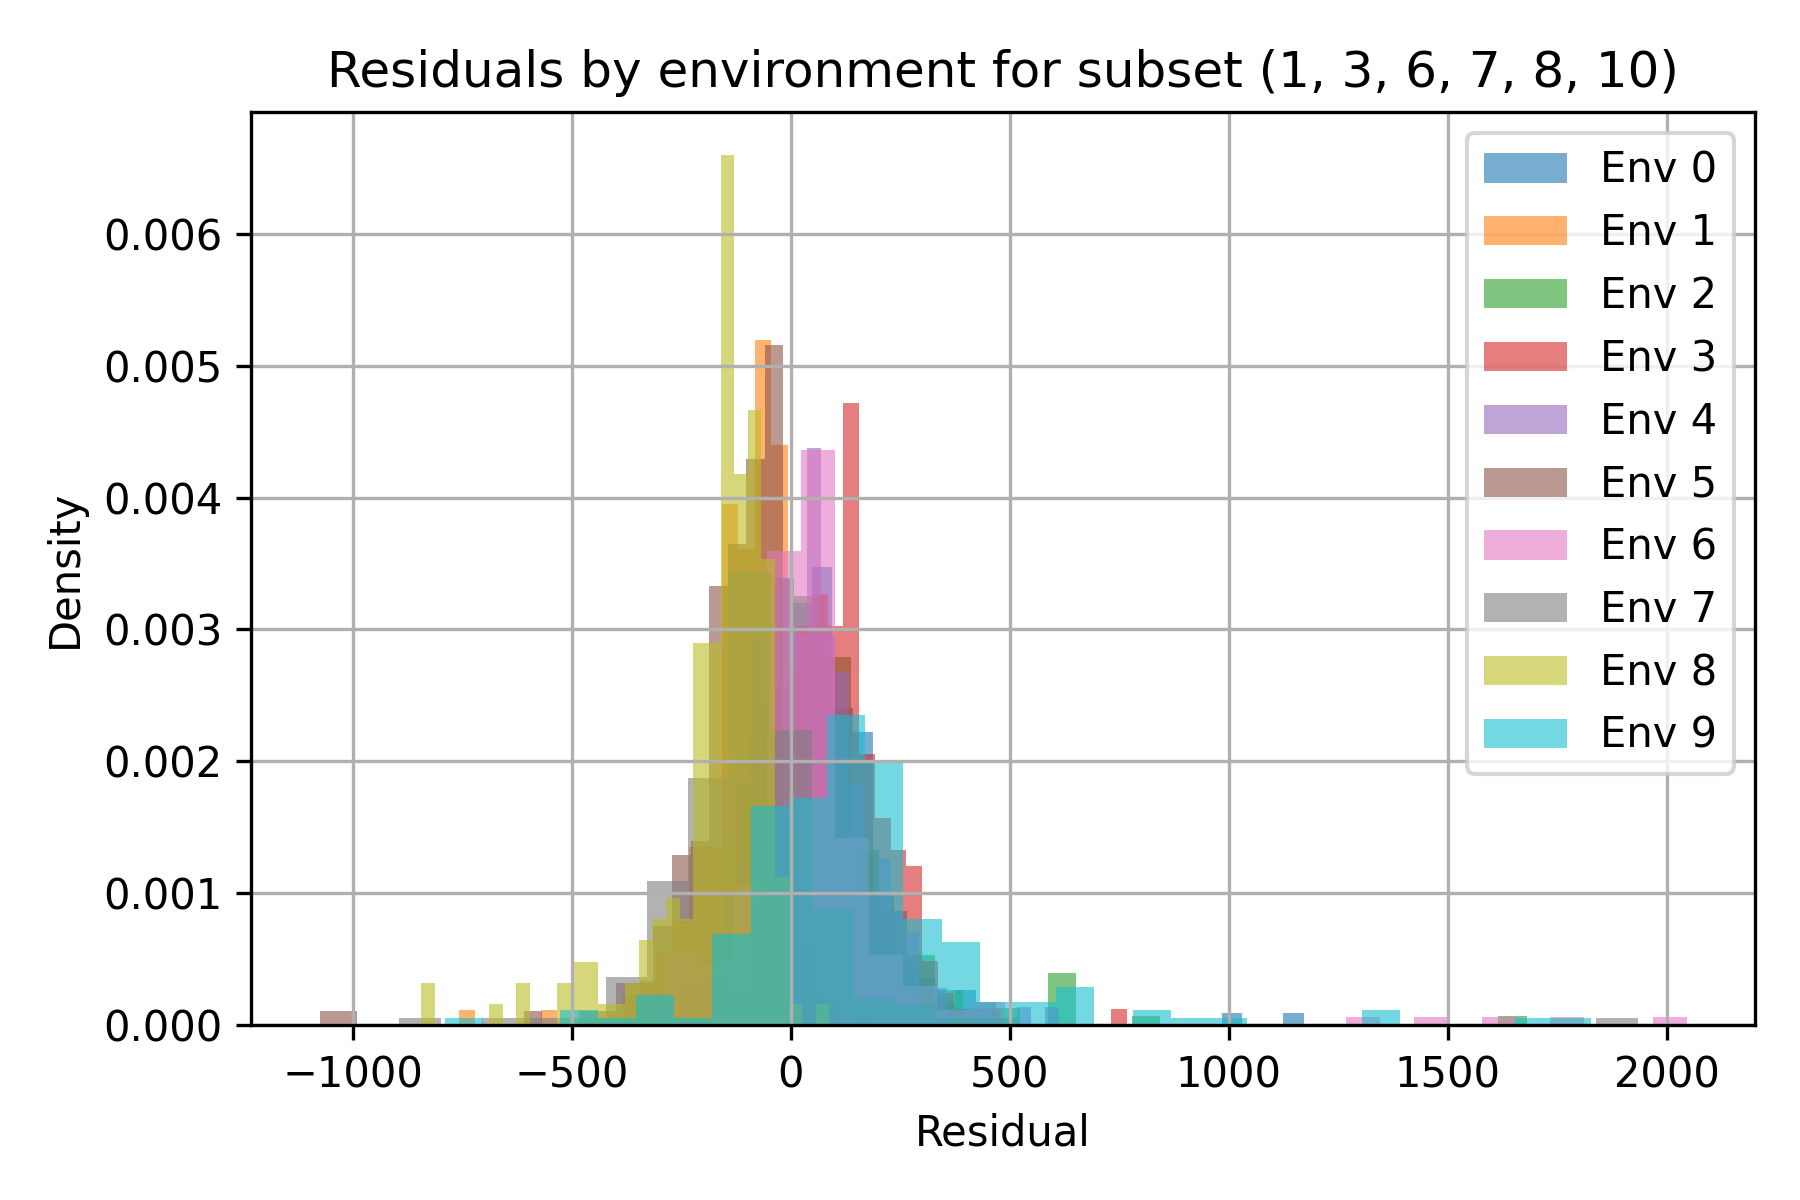 Residuals by environment for subset (1, 3, 6, 7, 8, 10)
Density
0.006
0.005
0.004
0.003
0.002
0.001
0.000
−1000
−500
0
500
1000
1500
2000
Residual
Env 0
Env 1
Env 2
Env 3
Env 4
Env 5
Env 6
Env 7
Env 8
Env 9